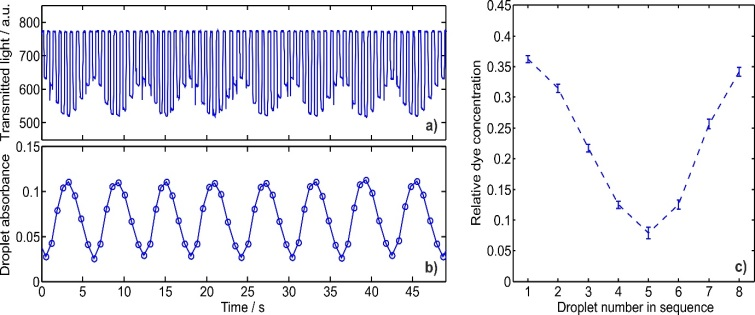 Transmitted light / a.u.
800
700
600
500
a)
Droplet absorbance
0.15
0.1
0.05
0
b)
0 5 10 15 20 25 30 35 40 45
Time / s
Relative dye concentration
0.5
0.45
0.4
0.35
0.3
0.25
0.2
0.15
0.1
0.05
0
c)
1 2 3 4 5 6 7 8
Droplet number in sequence